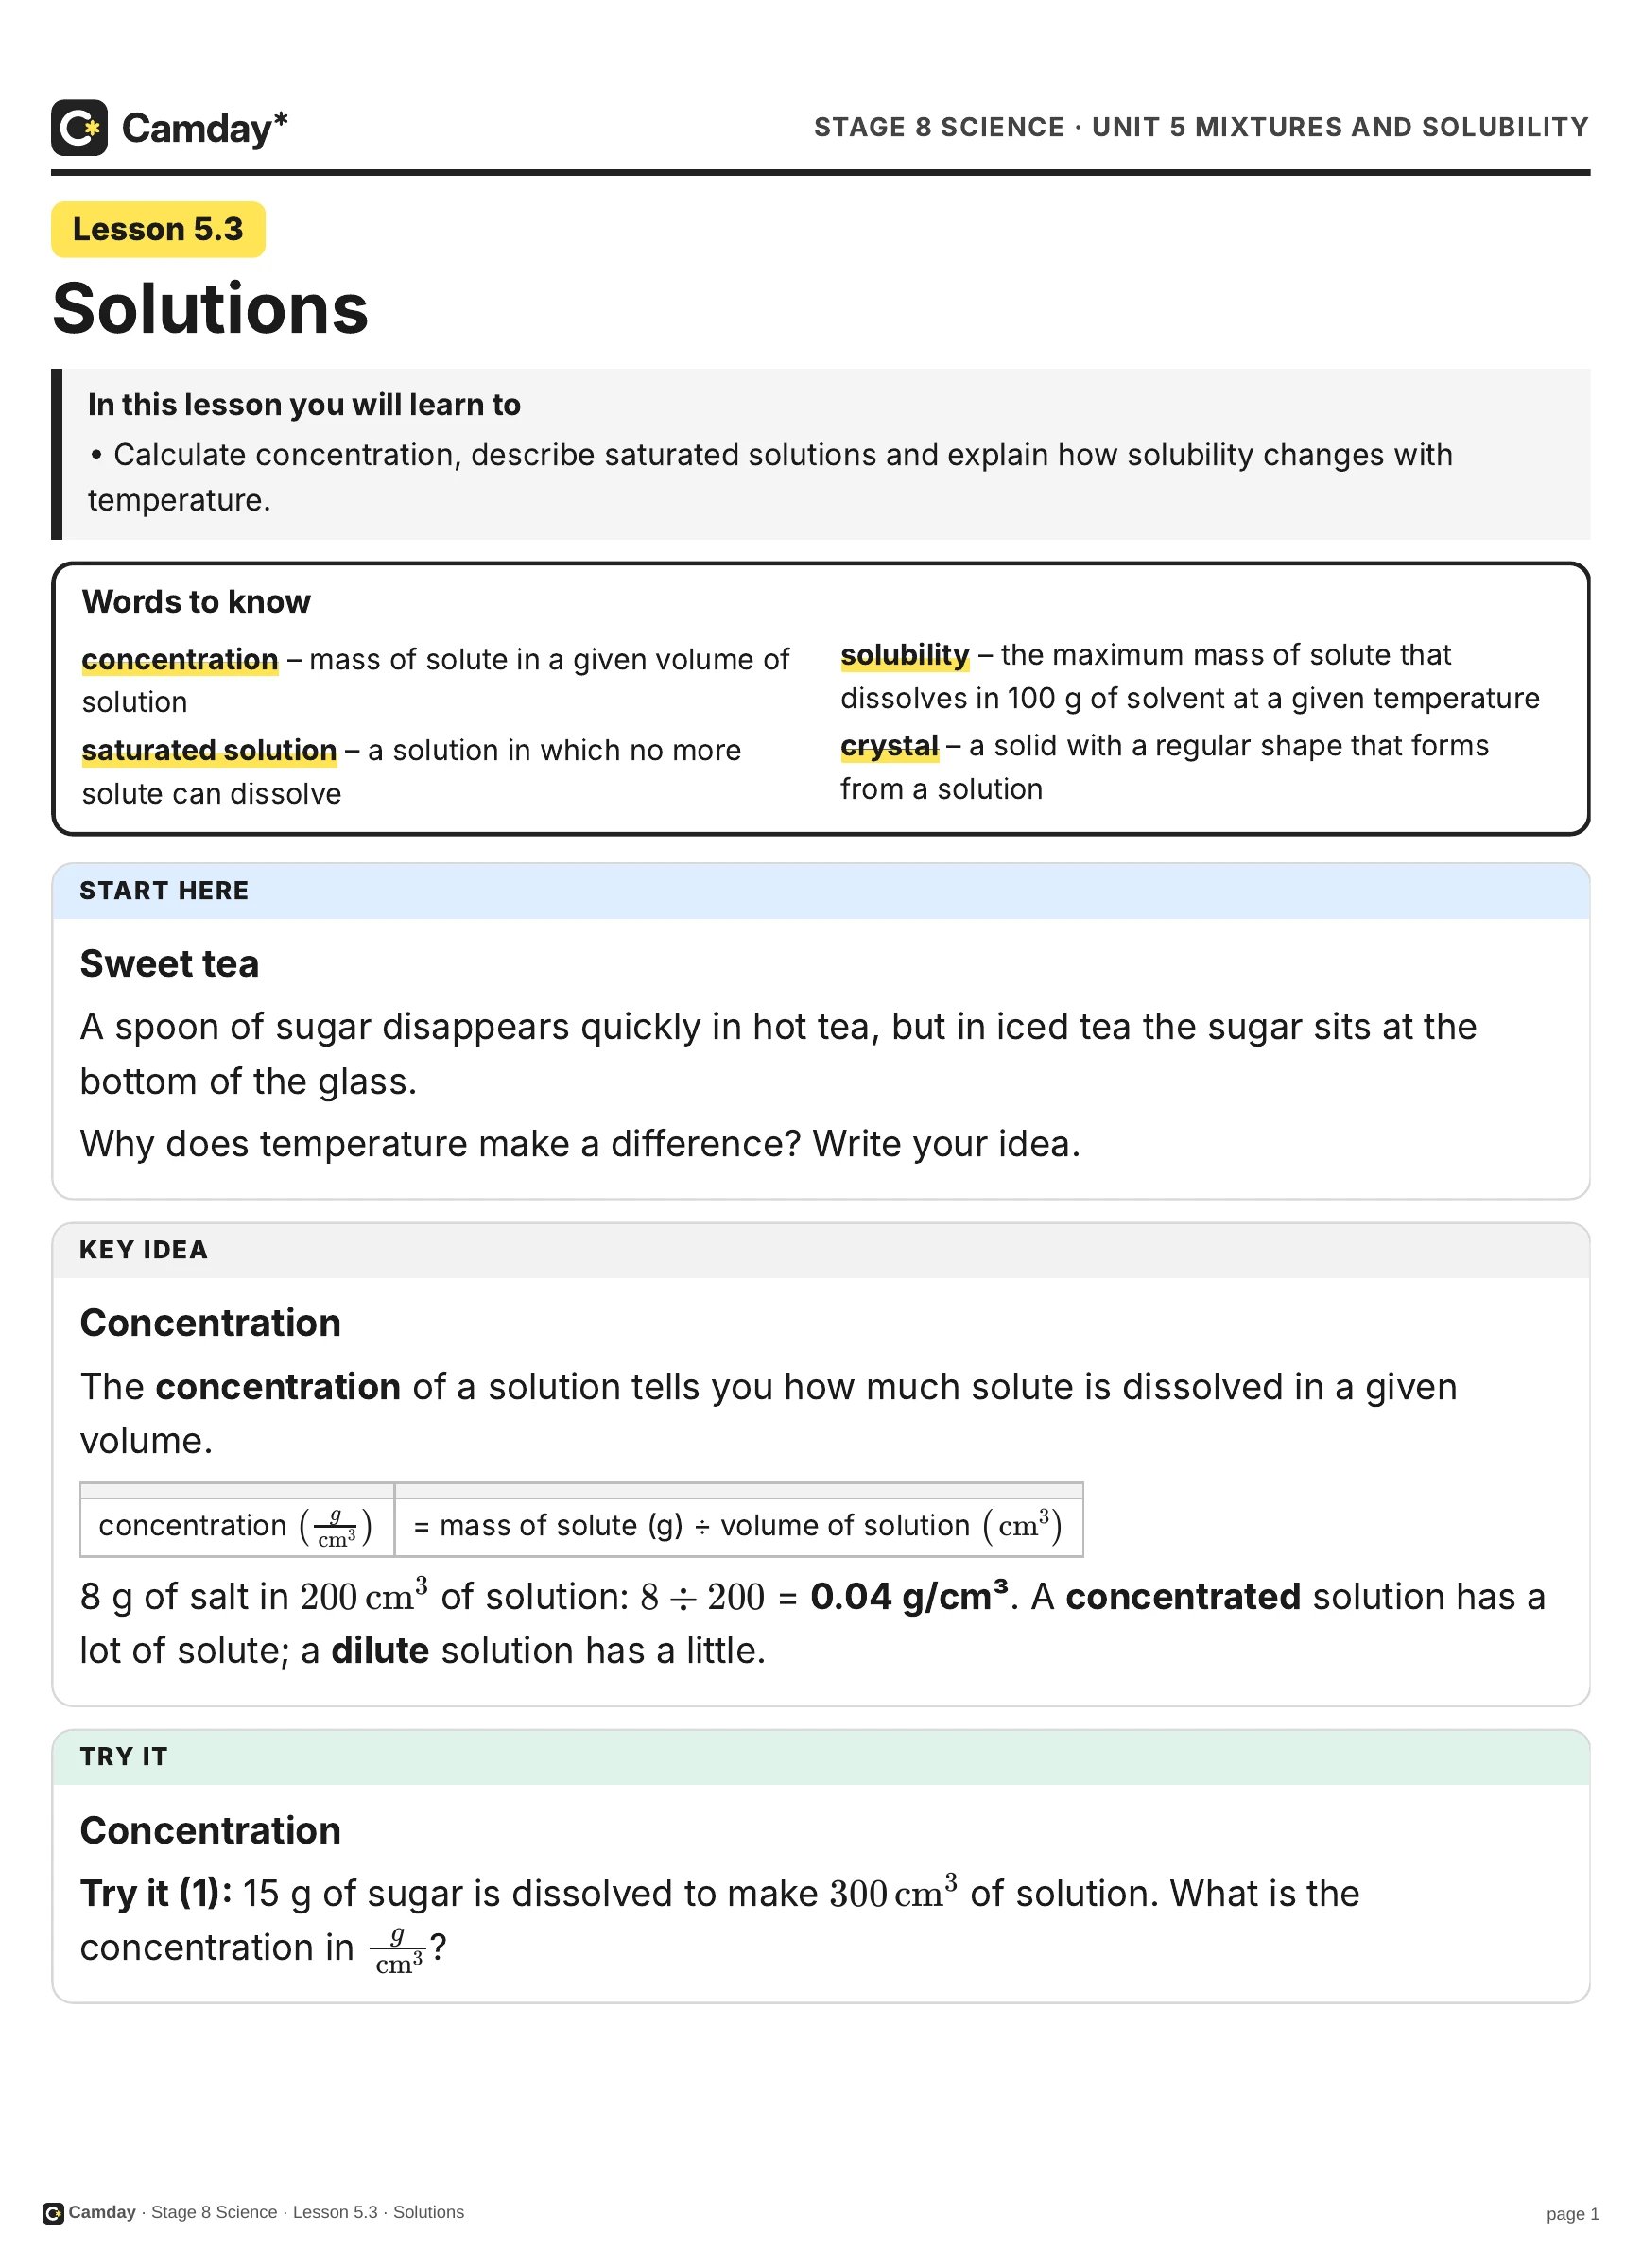 Camday*
STAGE 8 SCIENCE · UNIT 5 MIXTURES AND SOLUBILITY
Lesson 5.3
Solutions
In this lesson you will learn to
• Calculate concentration, describe saturated solutions and explain how solubility changes with
temperature.
Words to know
concentration – mass of solute in a given volume of
solution
saturated solution – a solution in which no more
solute can dissolve
solubility – the maximum mass of solute that
dissolves in 100 g of solvent at a given temperature
crystal – a solid with a regular shape that forms
from a solution
START HERE
Sweet tea
A spoon of sugar disappears quickly in hot tea, but in iced tea the sugar sits at the
bottom of the glass.
Why does temperature make a difference? Write your idea.
KEY IDEA
Concentration
The concentration of a solution tells you how much solute is dissolved in a given
volume.
concentration (g/cm³) = mass of solute (g) ÷ volume of solution (cm³)
8 g of salt in 200 cm³ of solution: 8 ÷ 200 = 0.04 g/cm³. A concentrated solution has a
lot of solute; a dilute solution has a little.
TRY IT
Concentration
Try it (1): 15 g of sugar is dissolved to make 300 cm³ of solution. What is the
concentration in g/cm³?
Camday · Stage 8 Science · Lesson 5.3 · Solutions
page 1